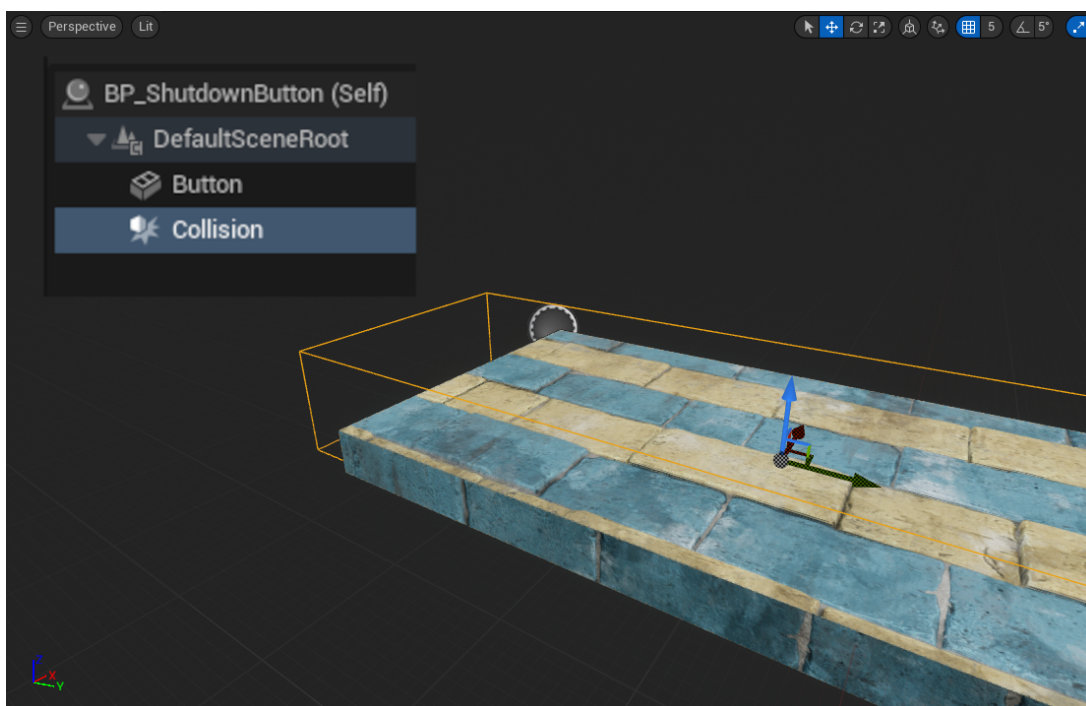 Perspective Lit 5 5°
BP_ShutdownButton (Self)
DefaultSceneRoot
Button
Collision
Z
X
Y